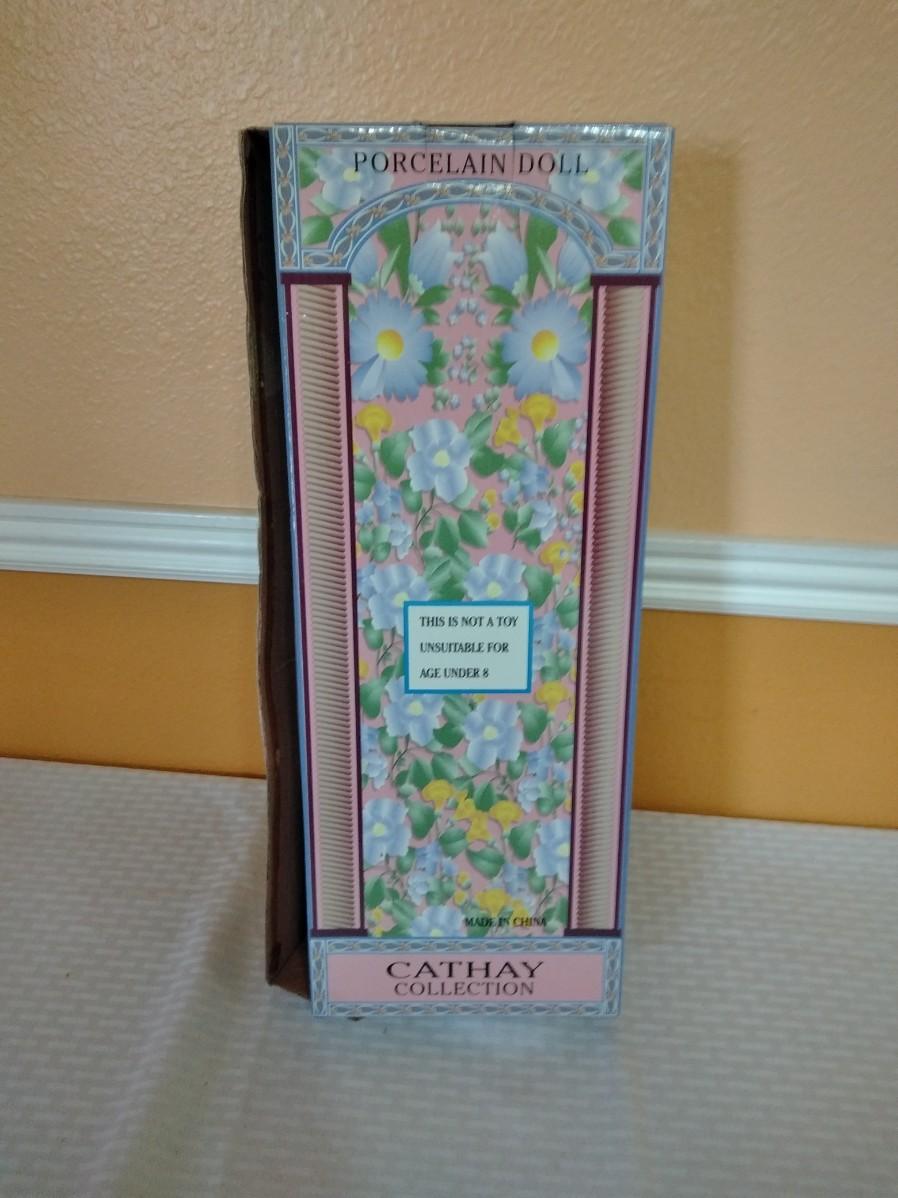 PORCELAIN DOLL
THIS IS NOT A TOY
UNSUITABLE FOR
AGE UNDER 8
MADE IN CHINA
CATHAY
COLLECTION